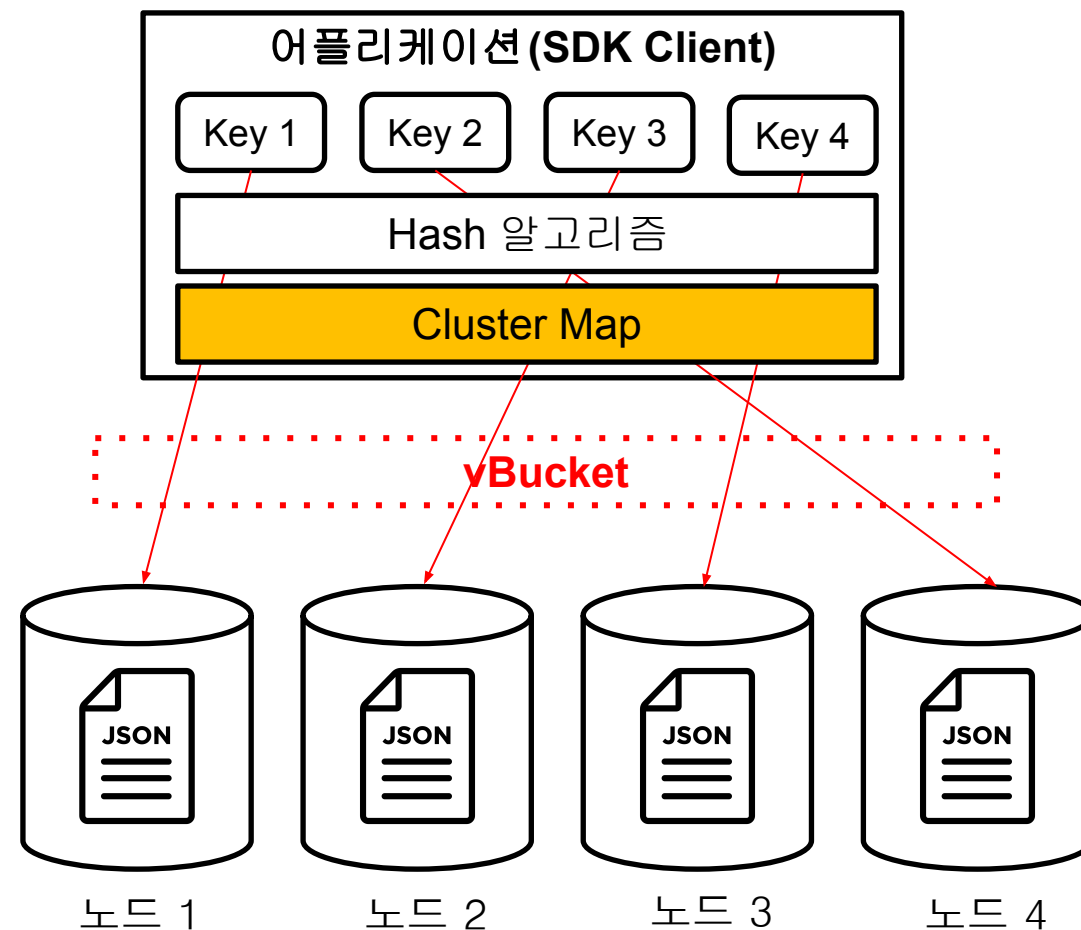 어플리케이션(SDK Client)
Key 1 Key 2 Key 3 Key 4
Hash 알고리즘
Cluster Map
vBucket
JSON JSON JSON JSON
노드 1 노드 2 노드 3 노드 4